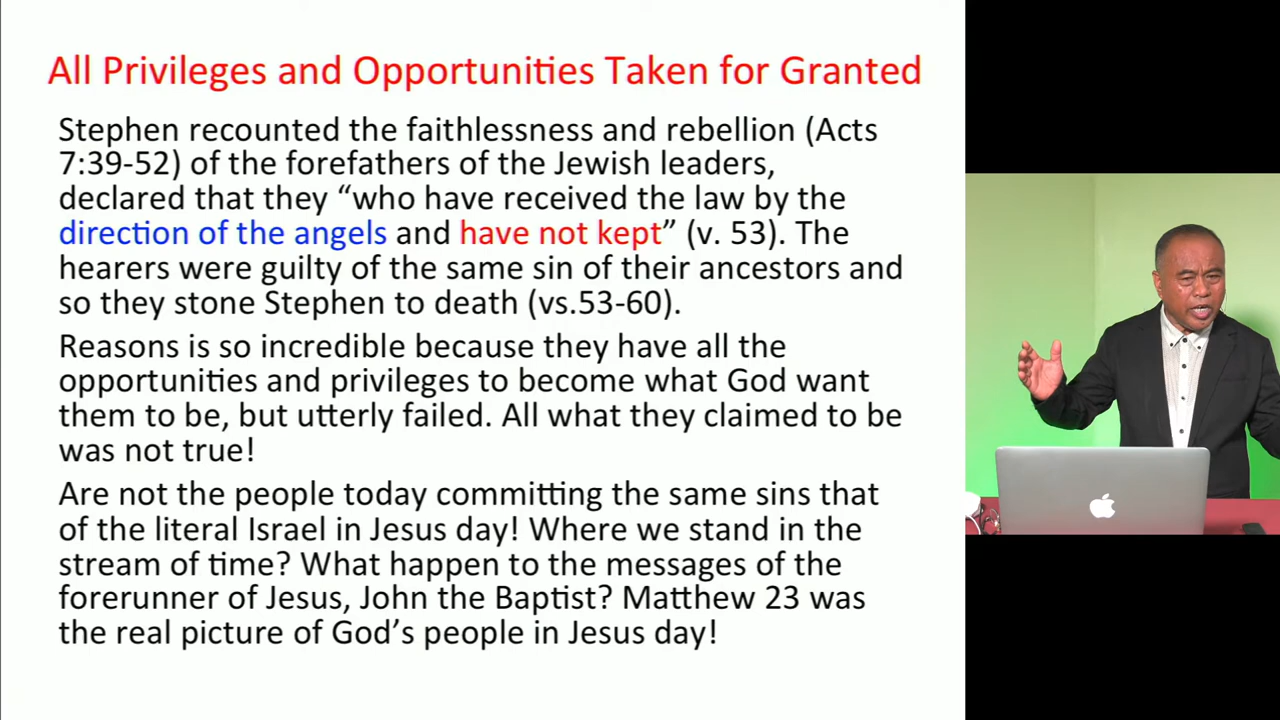 All Privileges and Opportunities Taken for Granted
Stephen recounted the faithlessness and rebellion (Acts
7:39-52) of the forefathers of the Jewish leaders,
declared that they “who have received the law by the
direction of the angels and have not kept” (v. 53). The
hearers were guilty of the same sin of their ancestors and
so they stone Stephen to death (vs.53-60).
Reasons is so incredible because they have all the
opportunities and privileges to become what God want
them to be, but utterly failed. All what they claimed to be
was not true!
Are not the people today committing the same sins that
of the literal Israel in Jesus day! Where we stand in the
stream of time? What happen to the messages of the
forerunner of Jesus, John the Baptist? Matthew 23 was
the real picture of God’s people in Jesus day!